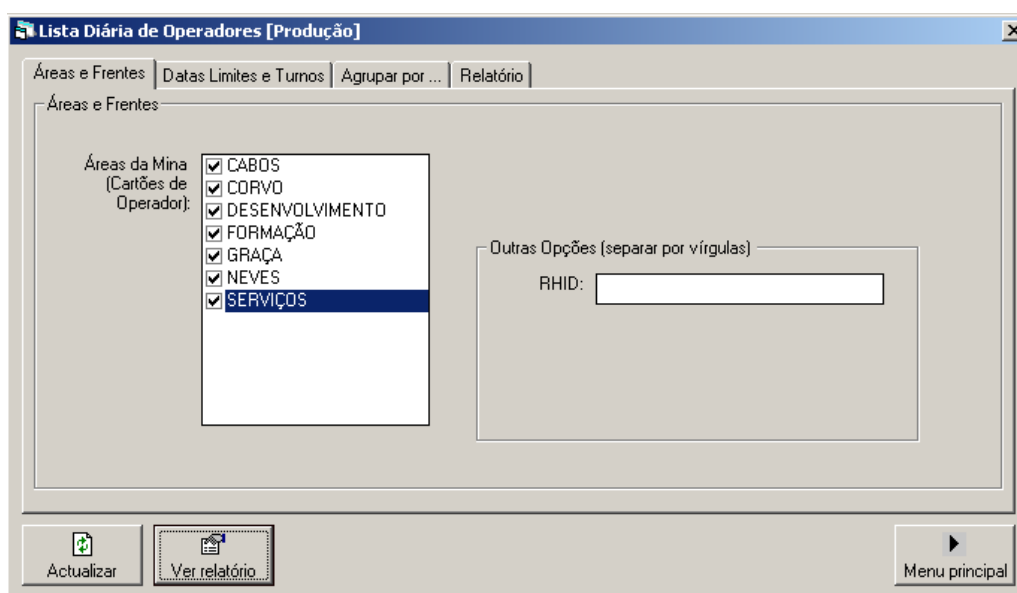 Lista Diária de Operadores [Produção]
Áreas e Frentes
Datas Limites e Turnos
Agrupar por ...
Relatório
Áreas e Frentes
Áreas da Mina
(Cartões de
Operador):
CABOS
CORVO
DESENVOLVIMENTO
FORMAÇÃO
GRAÇA
NEVES
SERVIÇOS
Outras Opções (separar por vírgulas)
RHID:
Actualizar
Ver relatório
Menu principal